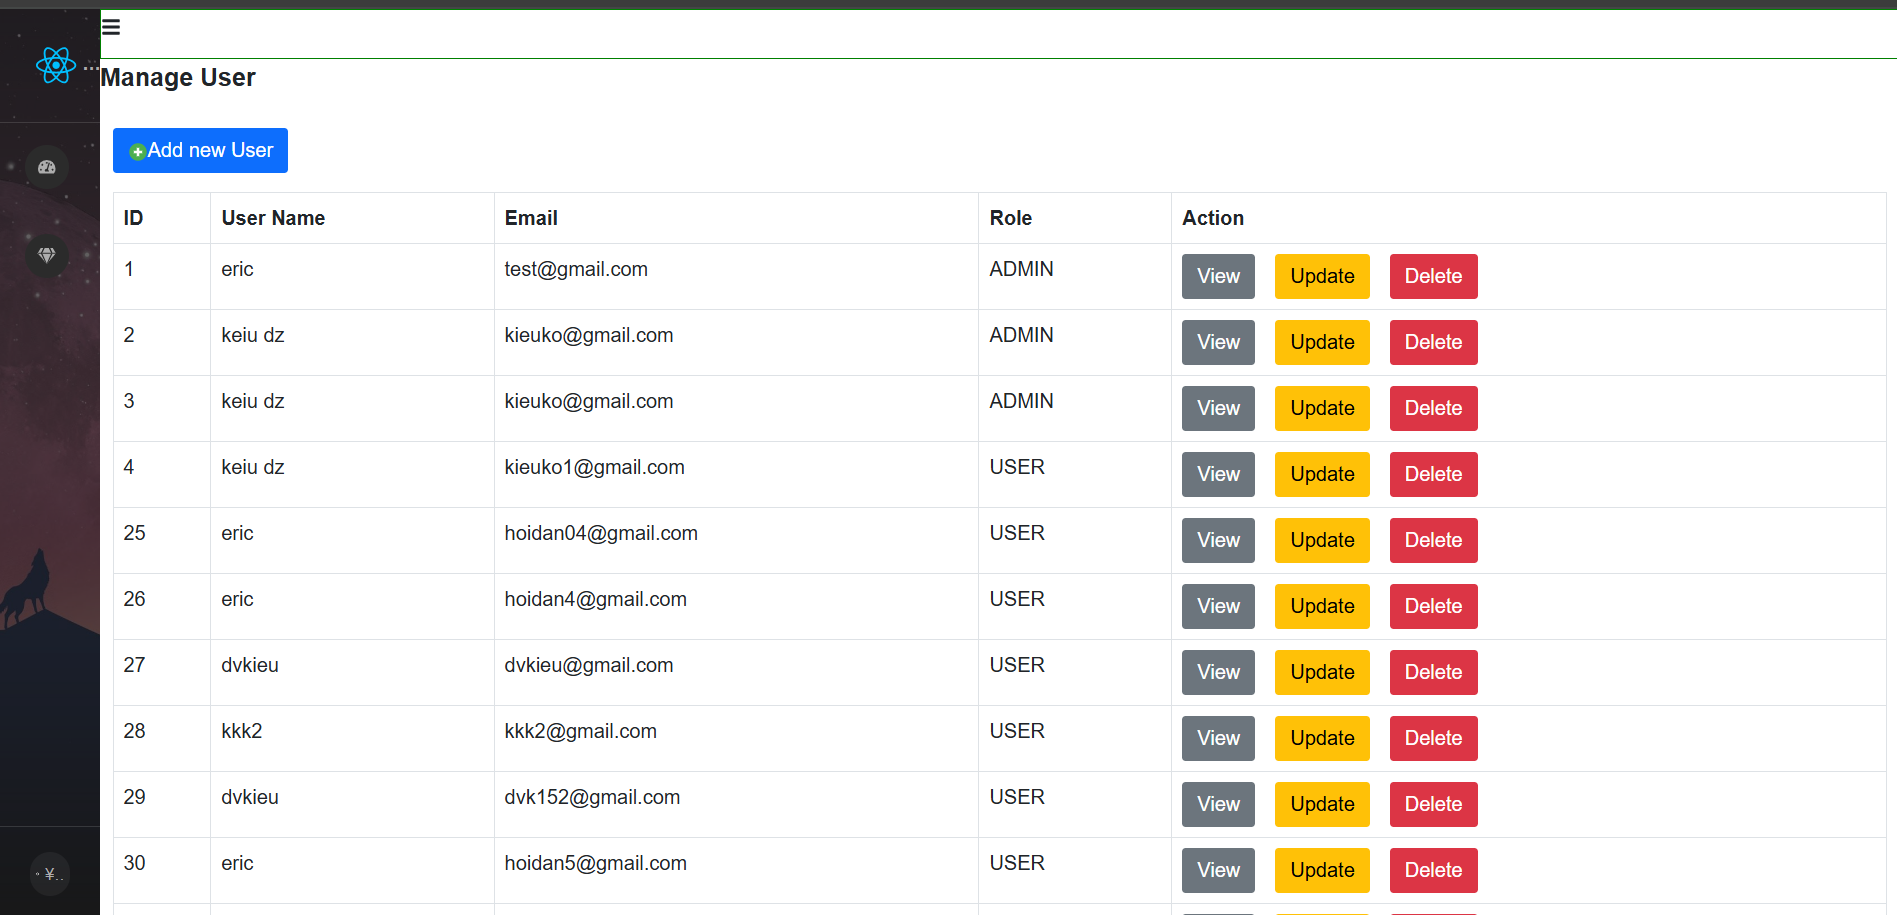 Manage User
Add new User
ID User Name Email Role Action
1 eric test@gmail.com ADMIN View Update Delete
2 keiu dz kieuko@gmail.com ADMIN View Update Delete
3 keiu dz kieuko@gmail.com ADMIN View Update Delete
4 keiu dz kieuko1@gmail.com USER View Update Delete
25 eric hoidan04@gmail.com USER View Update Delete
26 eric hoidan4@gmail.com USER View Update Delete
27 dvkieu dvkieu@gmail.com USER View Update Delete
28 kkk2 kkk2@gmail.com USER View Update Delete
29 dvkieu dvk152@gmail.com USER View Update Delete
30 eric hoidan5@gmail.com USER View Update Delete